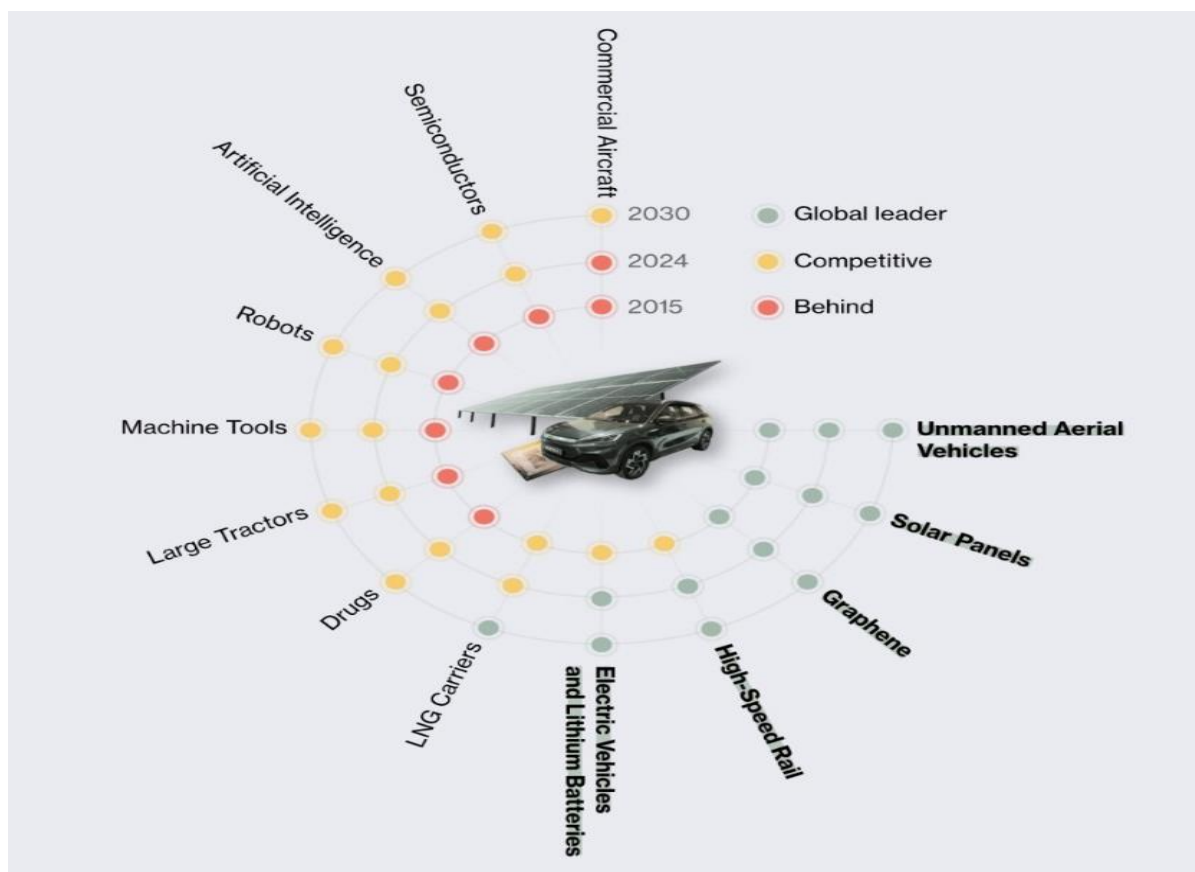 Commercial Aircraft
Semiconductors
Artificial Intelligence
Robots
Machine Tools
Large Tractors
Drugs
LNG Carriers
Electric Vehicles
and Lithium Batteries
High-Speed Rail
Graphene
Solar Panels
Unmanned Aerial
Vehicles
2030
2024
2015
Global leader
Competitive
Behind